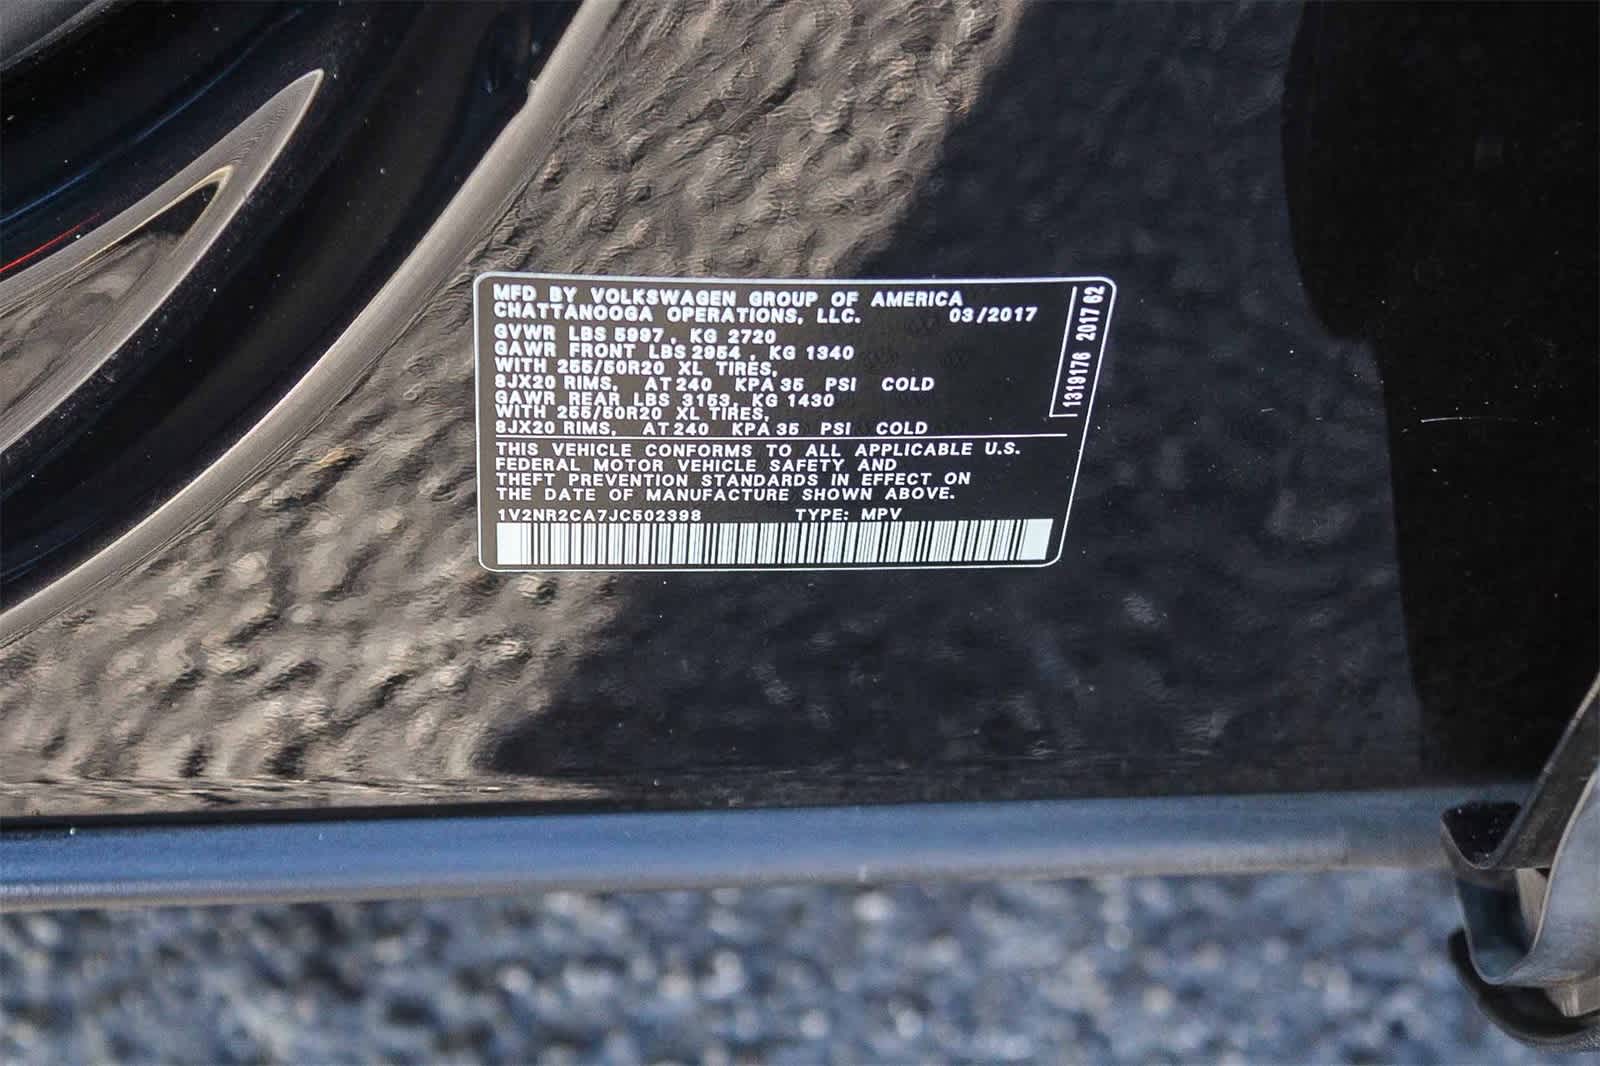 MFD BY VOLKSWAGEN GROUP OF AMERICA
CHATTANOOGA OPERATIONS, LLC. 03/2017
GVWR LBS 5997, KG 2720
GAWR FRONT LBS 2954, KG 1340
WITH 255/50R20 XL TIRES,
8JX20 RIMS, AT 240 KPA 35 PSI COLD
GAWR REAR LBS 3153, KG 1430
WITH 255/50R20 XL TIRES,
8JX20 RIMS, AT 240 KPA 35 PSI COLD
THIS VEHICLE CONFORMS TO ALL APPLICABLE U.S.
FEDERAL MOTOR VEHICLE SAFETY AND
THEFT PREVENTION STANDARDS IN EFFECT ON
THE DATE OF MANUFACTURE SHOWN ABOVE.
1V2NR2CA7JC502398 TYPE: MPV
1319176 2017 62